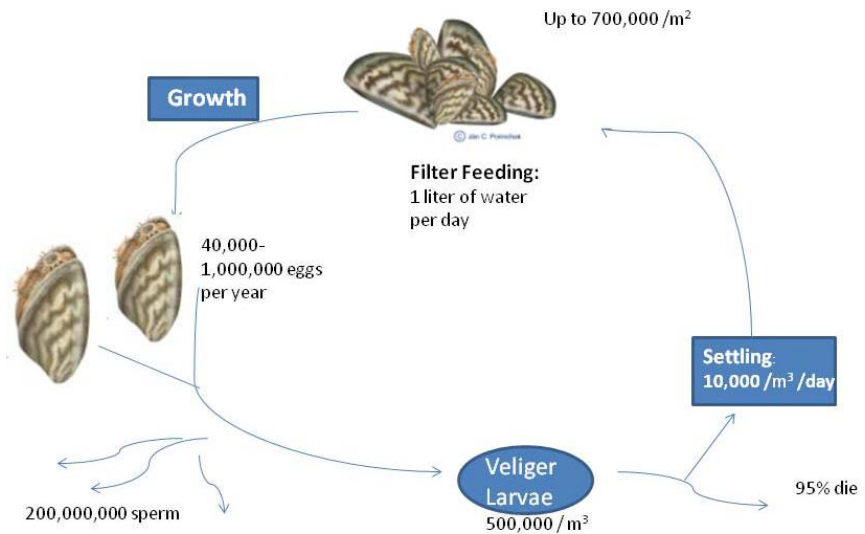 Up to 700,000 /m²
Growth
Filter Feeding:
1 liter of water
per day
40,000-
1,000,000 eggs
per year
Settling:
10,000 /m³ /day
Veliger
Larvae
500,000 / m³
95% die
200,000,000 sperm